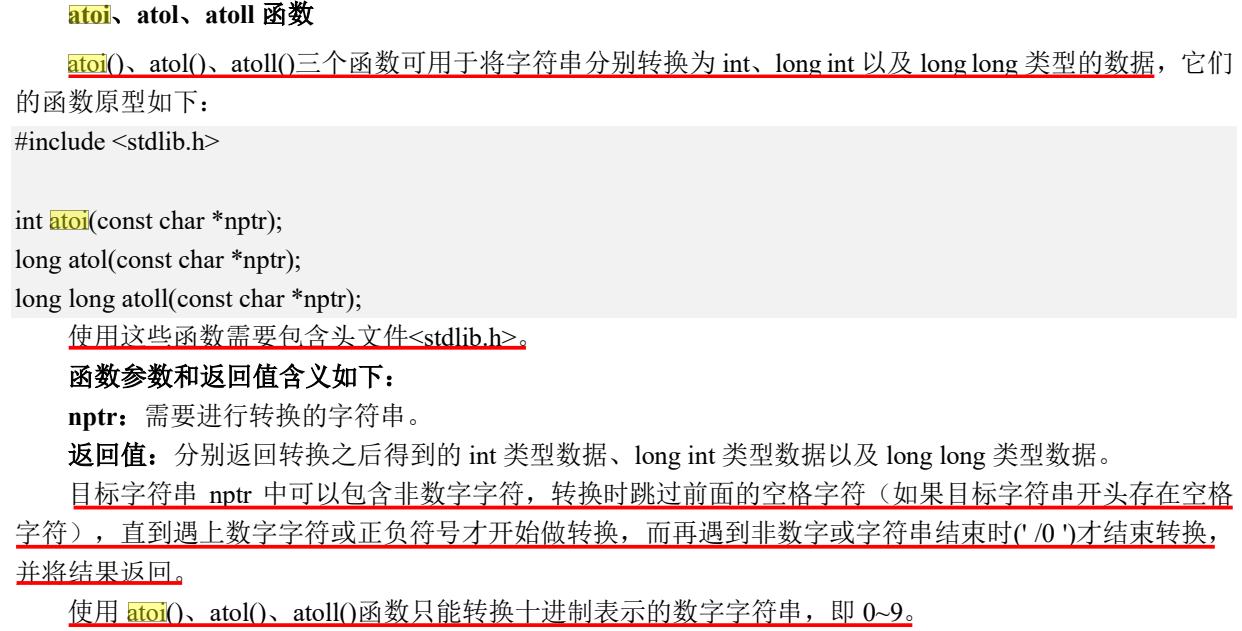 atoi、atol、atoll 函数
atoi()、atol()、atoll()三个函数可用于将字符串分别转换为 int、long int 以及 long long 类型的数据，它们
的函数原型如下：
#include <stdlib.h>
int atoi(const char *nptr);
long atol(const char *nptr);
long long atoll(const char *nptr);
使用这些函数需要包含头文件<stdlib.h>。
函数参数和返回值含义如下：
nptr：需要进行转换的字符串。
返回值：分别返回转换之后得到的 int 类型数据、long int 类型数据以及 long long 类型数据。
目标字符串 nptr 中可以包含非数字字符，转换时跳过前面的空格字符（如果目标字符串开头存在空格
字符），直到遇上数字字符或正负符号才开始做转换，而再遇到非数字或字符串结束时(' /0 ')才结束转换，
并将结果返回。
使用 atoi()、atol()、atoll()函数只能转换十进制表示的数字字符串，即 0~9。